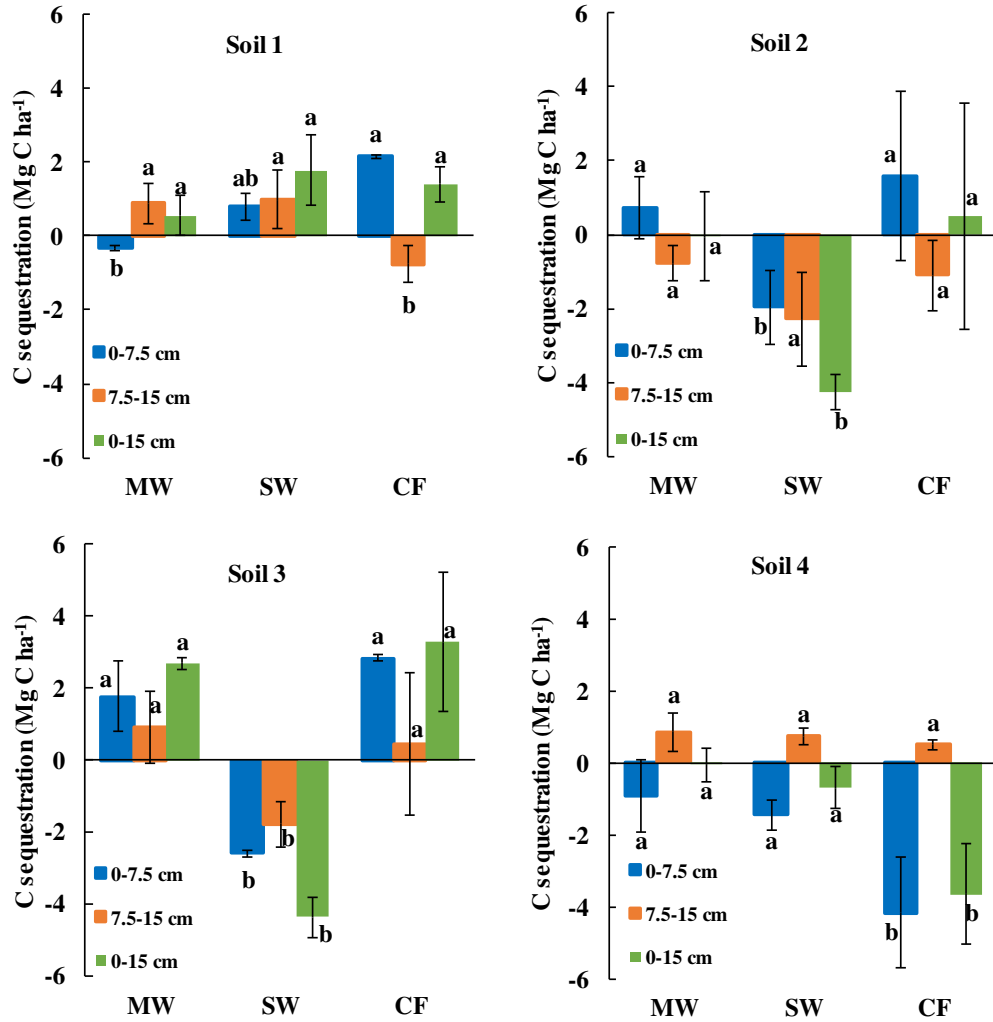 Soil 1
C sequestration (Mg C ha-1)
6
4
2
0
-2
-4
-6
b
a
a
ab
a
a
a
b
a
0-7.5 cm
7.5-15 cm
0-15 cm
MW SW CF
Soil 2
C sequestration (Mg C ha-1)
6
4
2
0
-2
-4
-6
a
a
a
b
a
b
a
a
a
0-7.5 cm
7.5-15 cm
0-15 cm
MW SW CF
Soil 3
C sequestration (Mg C ha-1)
6
4
2
0
-2
-4
-6
a
a
a
b
b
b
a
a
a
0-7.5 cm
7.5-15 cm
0-15 cm
MW SW CF
Soil 4
C sequestration (Mg C ha-1)
6
4
2
0
-2
-4
-6
a
a
a
a
a
a
b
a
b
0-7.5 cm
7.5-15 cm
0-15 cm
MW SW CF